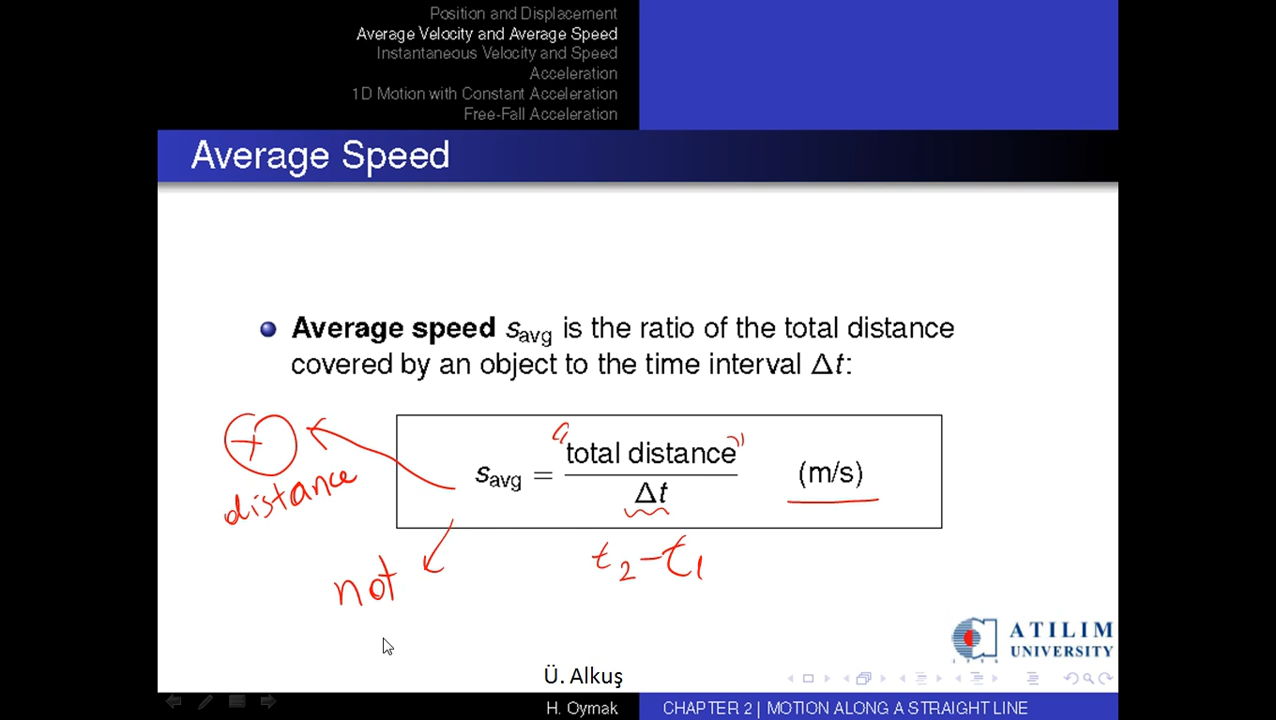 Position and Displacement
Average Velocity and Average Speed
Instantaneous Velocity and Speed
Acceleration
1D Motion with Constant Acceleration
Free-Fall Acceleration
Average Speed
Average speed s_avg is the ratio of the total distance
covered by an object to the time interval Δt:
s_avg = "total distance" / Δt (m/s)
+
distance
t₂-t₁
not
ATILIM
UNIVERSITY
Ü. Alkuş
H. Oymak
CHAPTER 2 | MOTION ALONG A STRAIGHT LINE